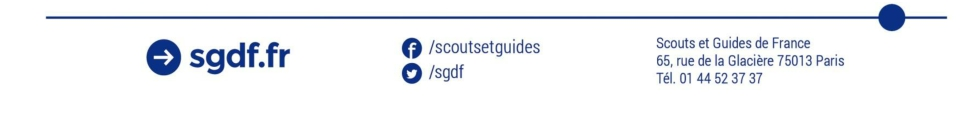 sgdf.fr
/scoutsetguides
/sgdf
Scouts et Guides de France
65, rue de la Glacière 75013 Paris
Tél. 01 44 52 37 37